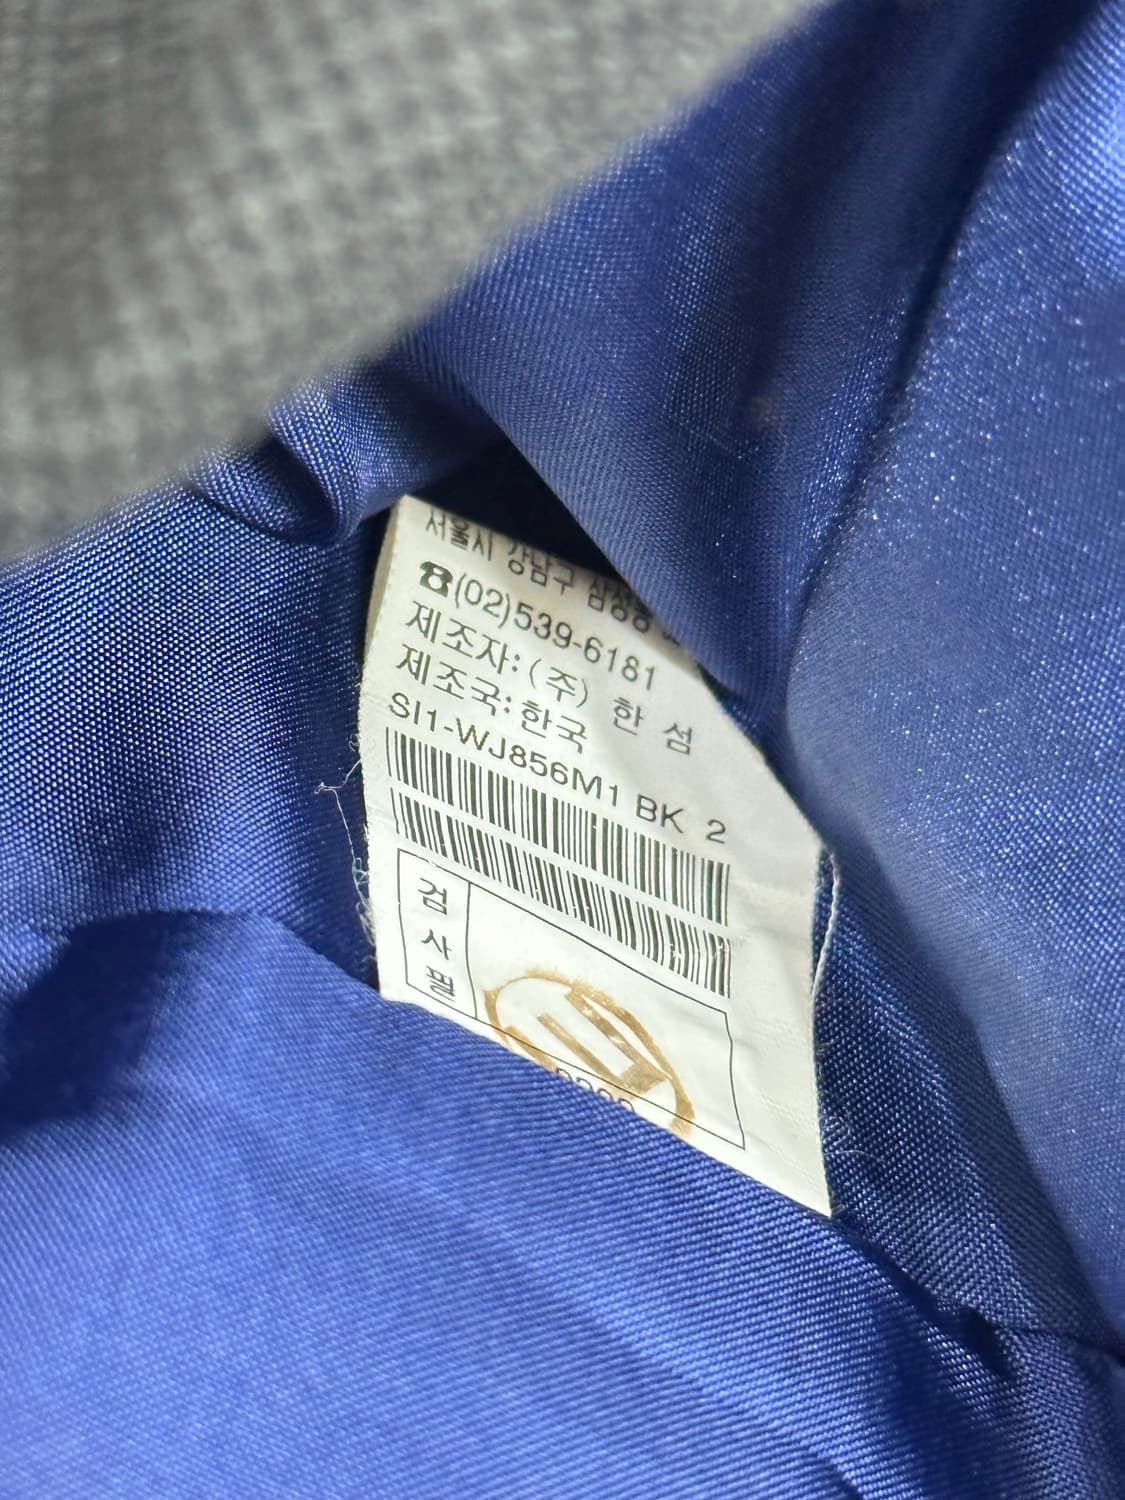 서울시 강남구 삼성동
☎(02)539-6181
제조자: (주) 한 섬
제조국: 한국
SI1-WJ856M1 BK 2
검사필